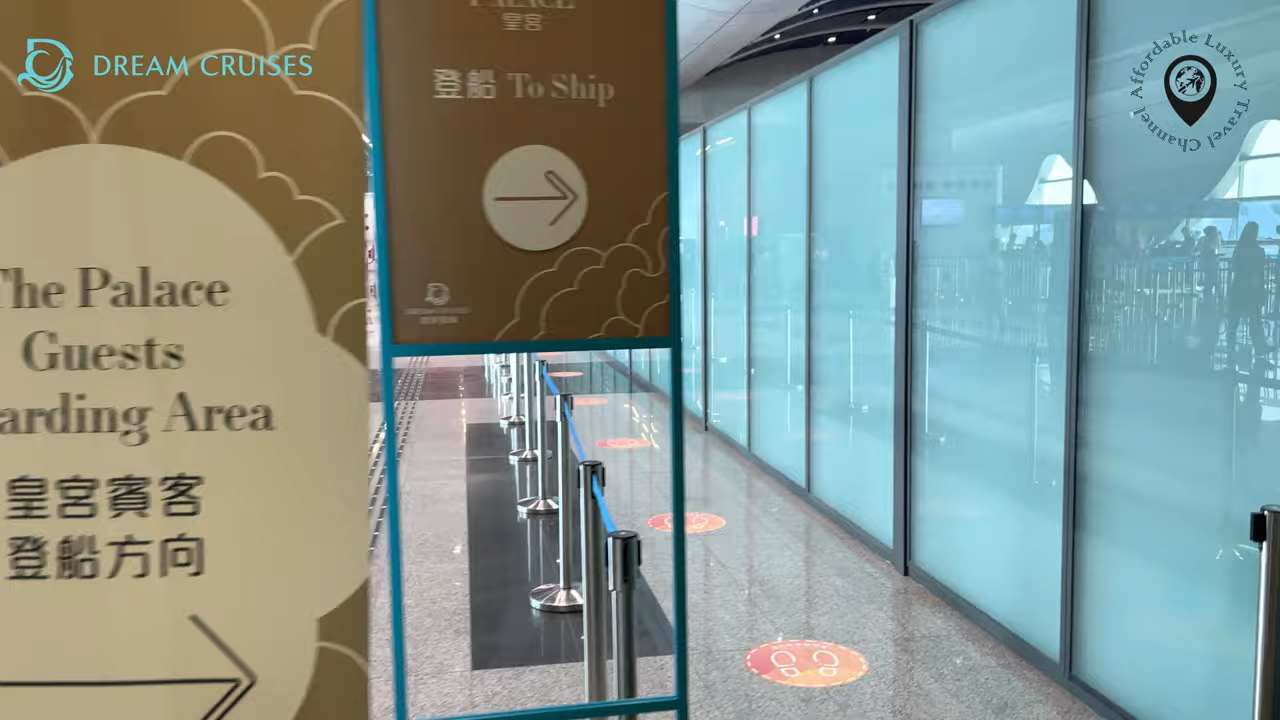 DREAM CRUISES
The Palace
Guests
arding Area
皇宮賓客
登船方向
PALACE
皇宮
登船 To Ship
Affordable Luxury Travel Channel